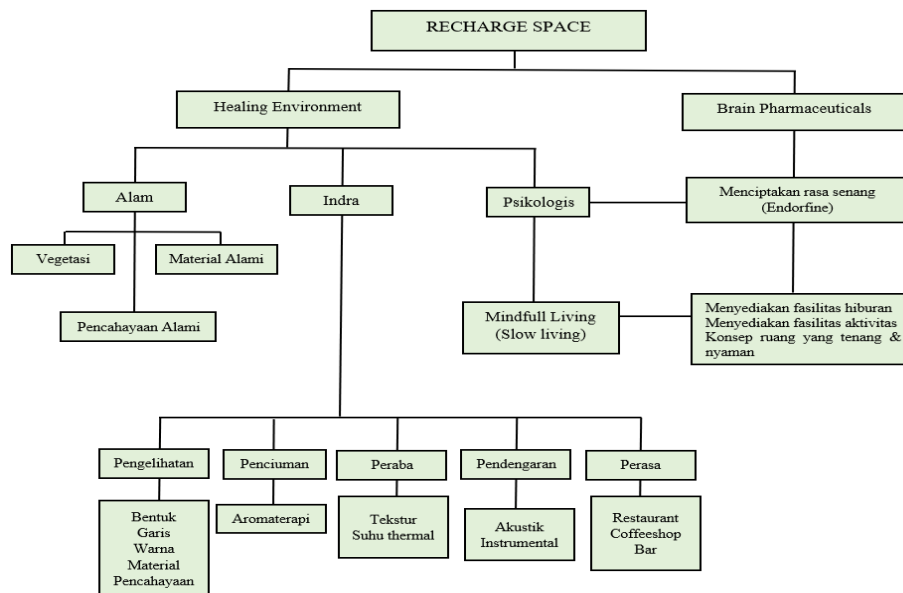 RECHARGE SPACE
Healing Environment
Brain Pharmaceuticals
Alam
Indra
Psikologis
Menciptakan rasa senang
(Endorfine)
Vegetasi
Material Alami
Pencahayaan Alami
Mindfull Living
(Slow living)
Menyediakan fasilitas hiburan
Menyediakan fasilitas aktivitas
Konsep ruang yang tenang &
nyaman
Pengelihatan
Penciuman
Peraba
Pendengaran
Perasa
Bentuk
Garis
Warna
Material
Pencahayaan
Aromaterapi
Tekstur
Suhu thermal
Akustik
Instrumental
Restaurant
Coffeeshop
Bar